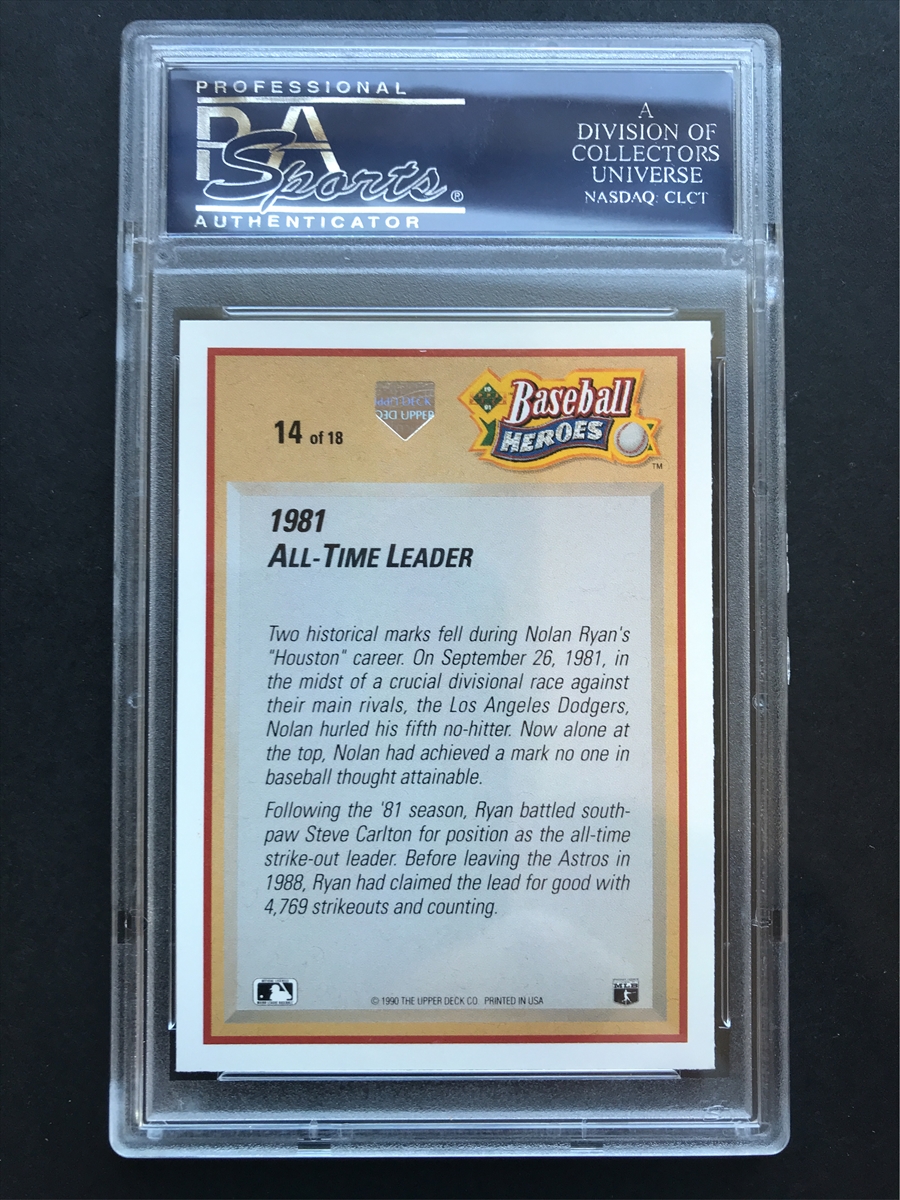 PROFESSIONAL
PSA
Sports®
AUTHENTICATOR
A
DIVISION OF
COLLECTORS
UNIVERSE
NASDAQ: CLCT
14 of 18
UPPER DECK
Baseball
HEROES
TM
1981
ALL-TIME LEADER
Two historical marks fell during Nolan Ryan's
"Houston" career. On September 26, 1981, in
the midst of a crucial divisional race against
their main rivals, the Los Angeles Dodgers,
Nolan hurled his fifth no-hitter. Now alone at
the top, Nolan had achieved a mark no one in
baseball thought attainable.
Following the '81 season, Ryan battled south-
paw Steve Carlton for position as the all-time
strike-out leader. Before leaving the Astros in
1988, Ryan had claimed the lead for good with
4,769 strikeouts and counting.
© 1990 THE UPPER DECK CO. PRINTED IN USA
MLB